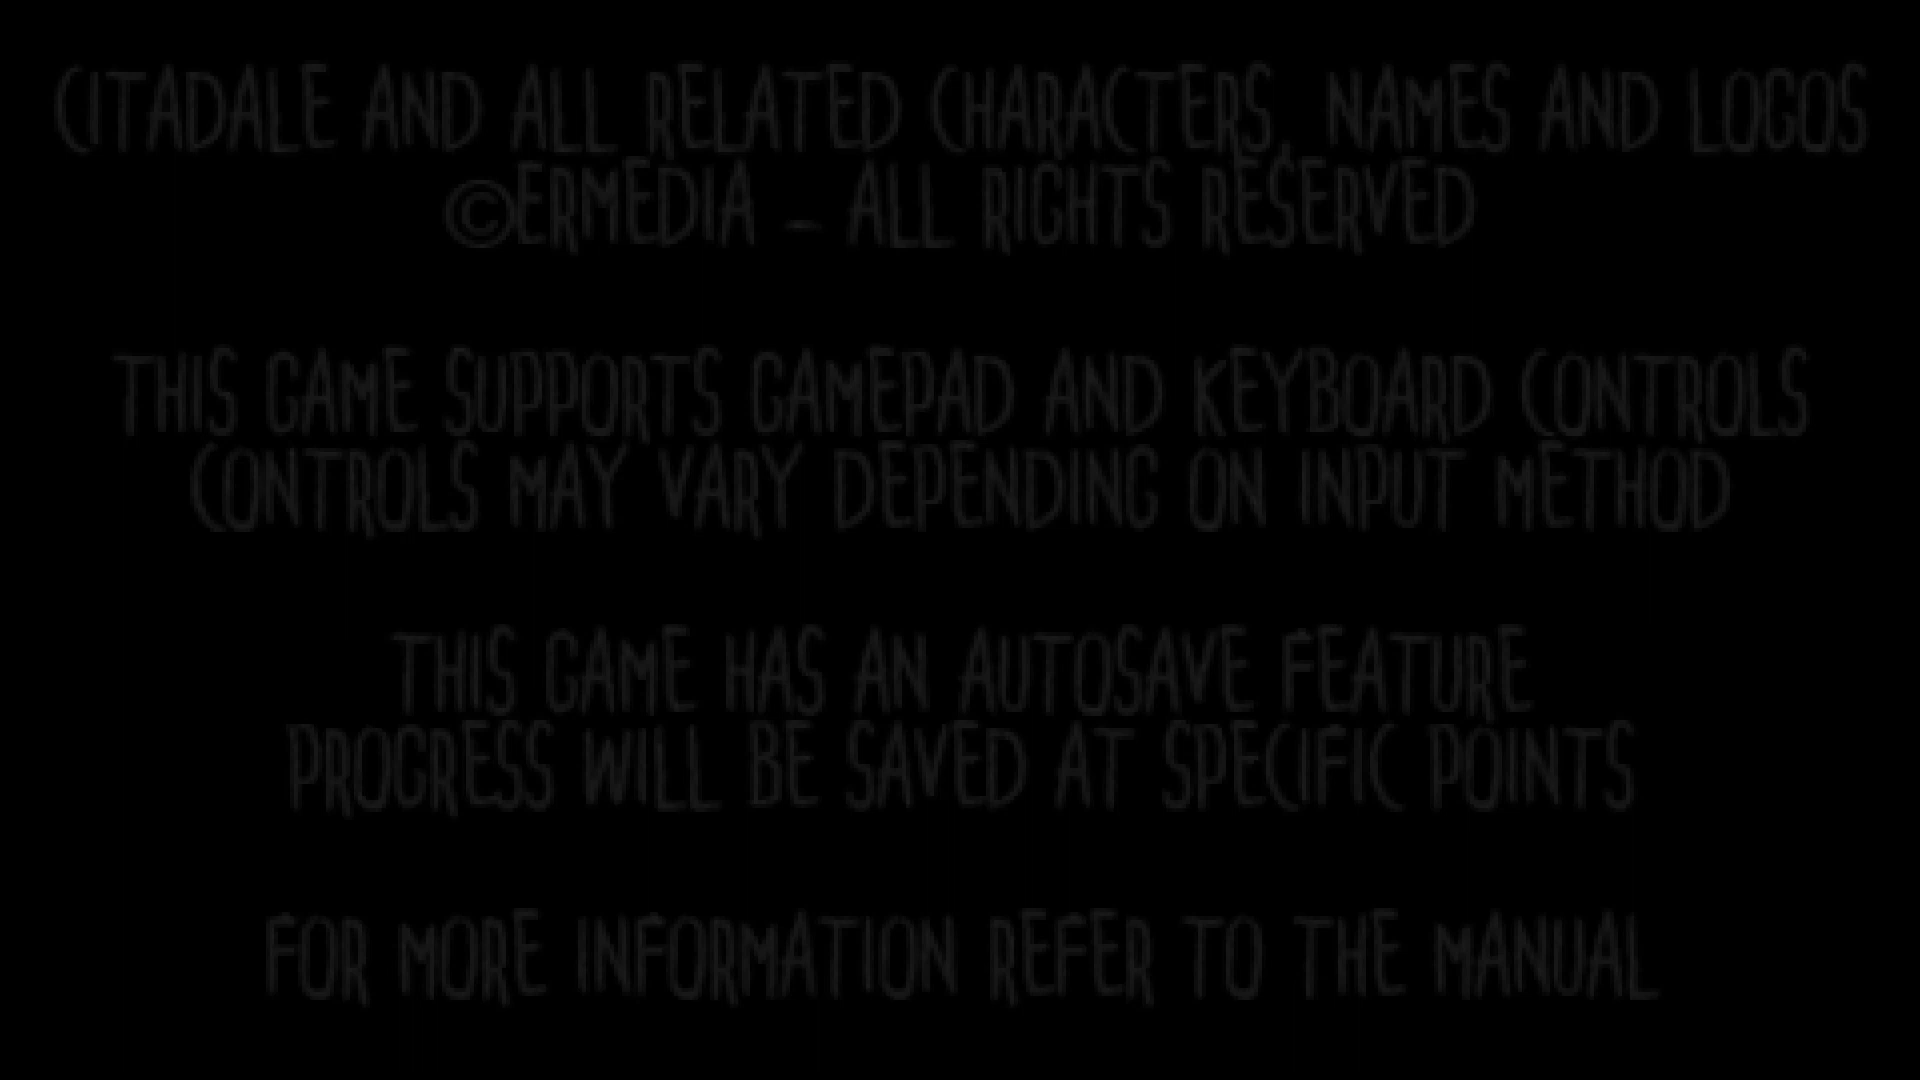 CITADALE AND ALL RELATED CHARACTERS, NAMES AND LOGOS
©ERMEDIA - ALL RIGHTS RESERVED
THIS GAME SUPPORTS GAMEPAD AND KEYBOARD CONTROLS
CONTROLS MAY VARY DEPENDING ON INPUT METHOD
THIS GAME HAS AN AUTOSAVE FEATURE
PROGRESS WILL BE SAVED AT SPECIFIC POINTS
FOR MORE INFORMATION REFER TO THE MANUAL